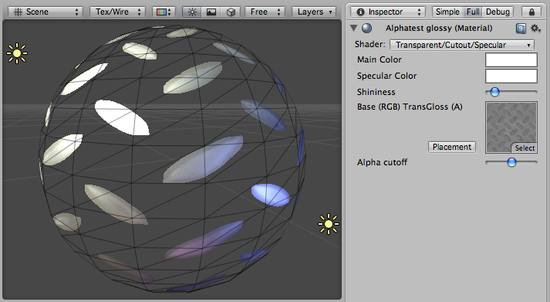 Scene
Tex/Wire
Free
Layers
Inspector
Simple Full Debug
Alphatest glossy (Material)
Shader: Transparent/Cutout/Specular
Main Color
Specular Color
Shininess
Base (RGB) TransGloss (A)
Placement
Select
Alpha cutoff